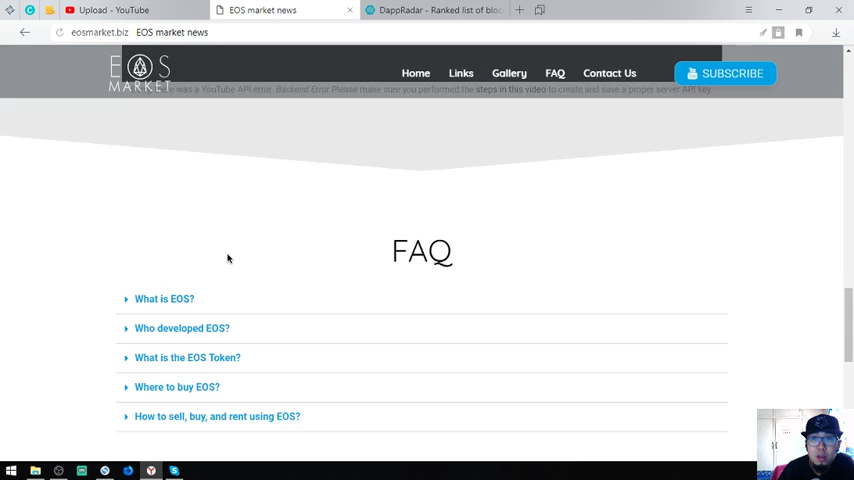 Upload - YouTube
EOS market news
DappRadar - Ranked list of bloc
eosmarket.biz EOS market news
EOS
MARKET
Home
Links
Gallery
FAQ
Contact Us
SUBSCRIBE
was a YouTube API error. Backend Error Please make sure you performed the steps in this video to create and save a proper server API key.
FAQ
What is EOS?
Who developed EOS?
What is the EOS Token?
Where to buy EOS?
How to sell, buy, and rent using EOS?